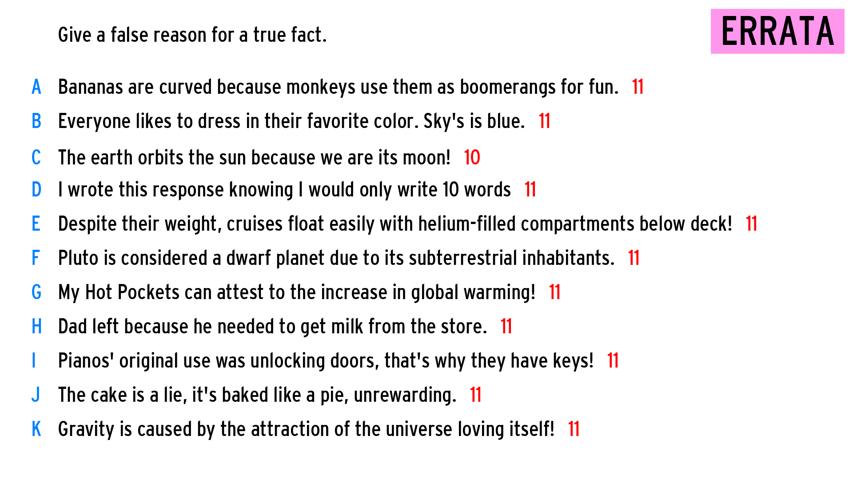 Give a false reason for a true fact.
ERRATA
A Bananas are curved because monkeys use them as boomerangs for fun. 11
B Everyone likes to dress in their favorite color. Sky's is blue. 11
C The earth orbits the sun because we are its moon! 10
D I wrote this response knowing I would only write 10 words 11
E Despite their weight, cruises float easily with helium-filled compartments below deck! 11
F Pluto is considered a dwarf planet due to its subterrestrial inhabitants. 11
G My Hot Pockets can attest to the increase in global warming! 11
H Dad left because he needed to get milk from the store. 11
I Pianos' original use was unlocking doors, that's why they have keys! 11
J The cake is a lie, it's baked like a pie, unrewarding. 11
K Gravity is caused by the attraction of the universe loving itself! 11